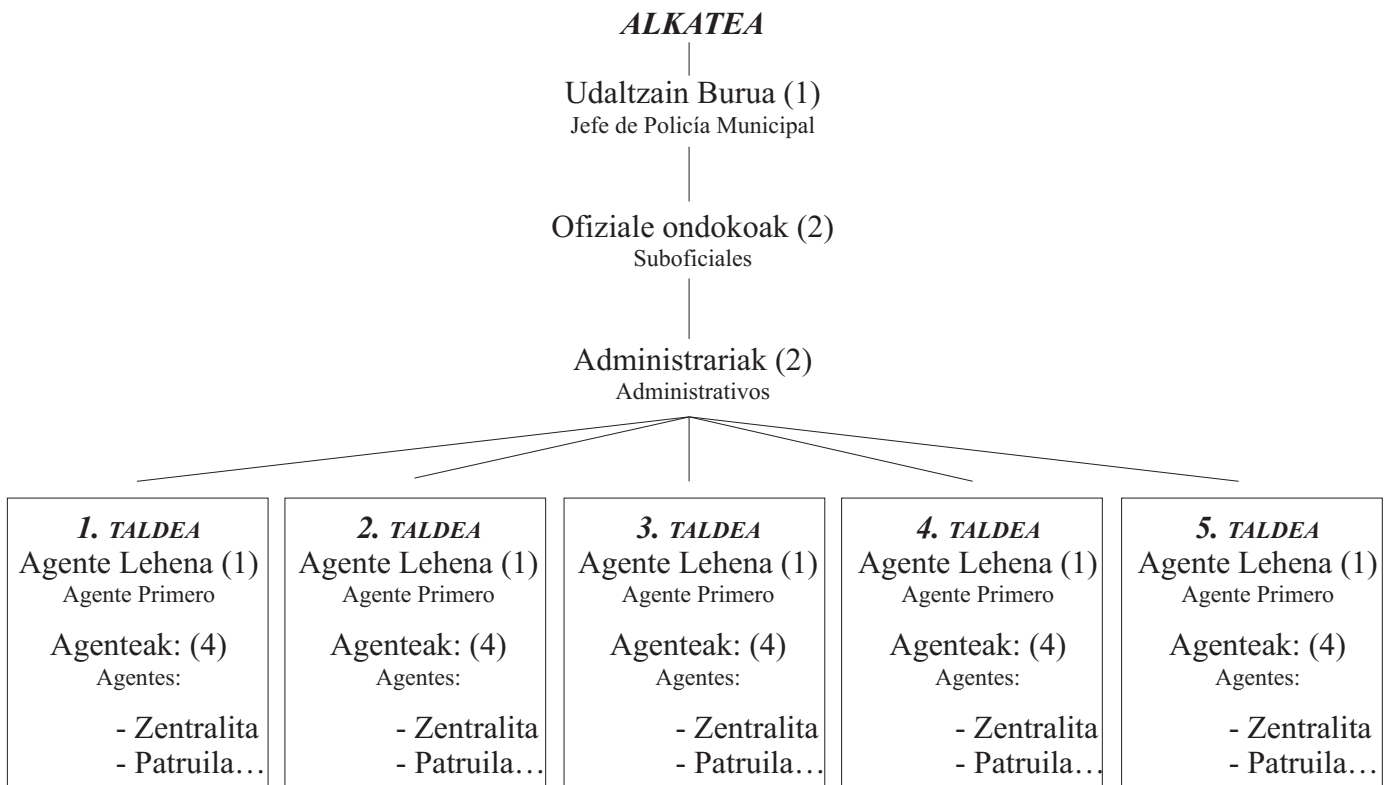 ALKATEA
Udaltzain Burua (1)
Jefe de Policía Municipal
Ofiziale ondokoak (2)
Suboficiales
Administrariak (2)
Administrativos
1. TALDEA
Agente Lehena (1)
Agente Primero
Agenteak: (4)
Agentes:
- Zentralita
- Patruila…
2. TALDEA
Agente Lehena (1)
Agente Primero
Agenteak: (4)
Agentes:
- Zentralita
- Patruila…
3. TALDEA
Agente Lehena (1)
Agente Primero
Agenteak: (4)
Agentes:
- Zentralita
- Patruila…
4. TALDEA
Agente Lehena (1)
Agente Primero
Agenteak: (4)
Agentes:
- Zentralita
- Patruila…
5. TALDEA
Agente Lehena (1)
Agente Primero
Agenteak: (4)
Agentes:
- Zentralita
- Patruila…